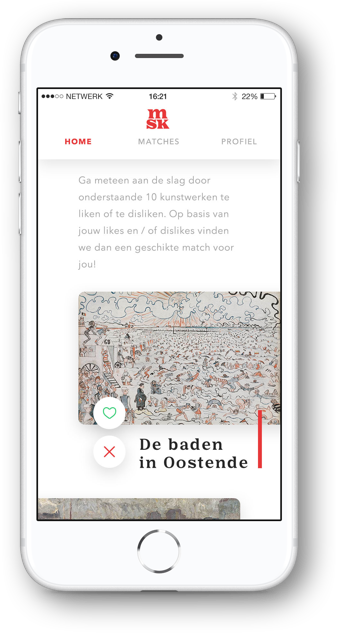 NETWERK 16:21 22%
msk
HOME MATCHES PROFIEL
Ga meteen aan de slag door
onderstaande 10 kunstwerken te
liken of te disliken. Op basis van
jouw likes en / of dislikes vinden
we dan een geschikte match voor
jou!
De baden
in Oostende